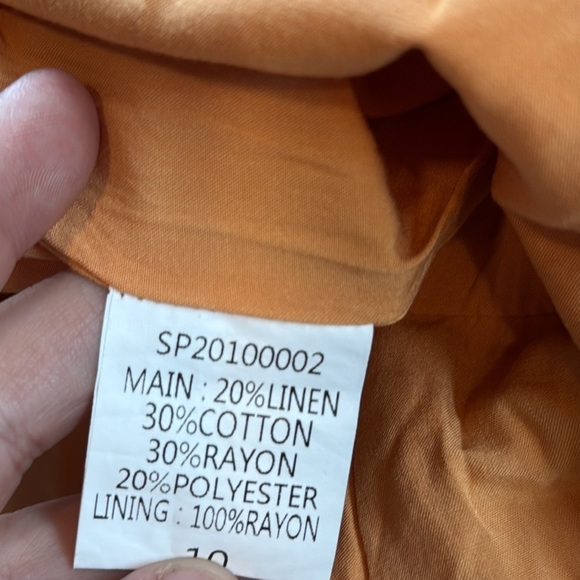 SP20100002
MAIN : 20%LINEN
30%COTTON
30%RAYON
20%POLYESTER
LINING : 100%RAYON